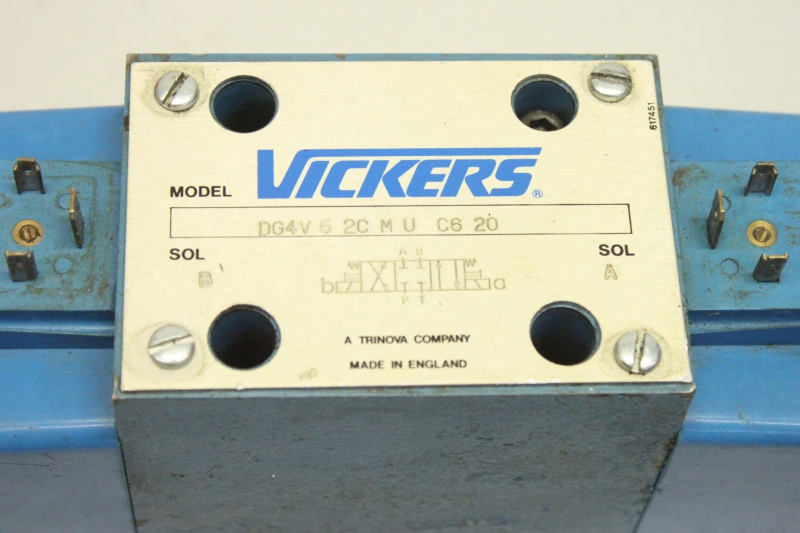 617451
VICKERS®
MODEL
DG4V 5 2C M U C6 20
SOL SOL
B A
A B
b a
P T
A TRINOVA COMPANY
MADE IN ENGLAND